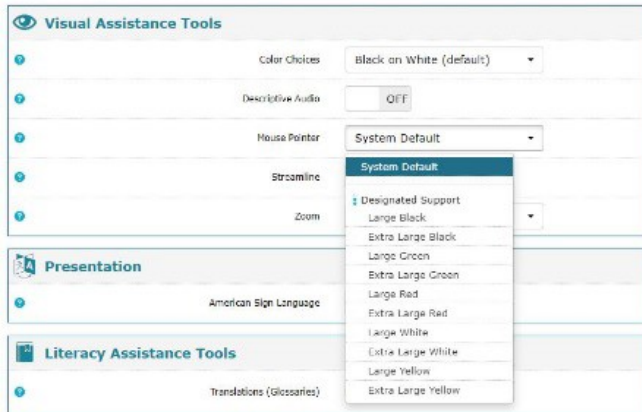 Visual Assistance Tools
Color Choices Black on White (default)
Descriptive Audio OFF
Mouse Pointer System Default
System Default
Streamline
Designated Support
Large Black
Zoom
Extra Large Black
Large Green
Extra Large Green
Presentation
Large Red
American Sign Language
Extra Large Red
Large White
Literacy Assistance Tools
Extra Large White
Large Yellow
Translations (Glossaries) Extra Large Yellow